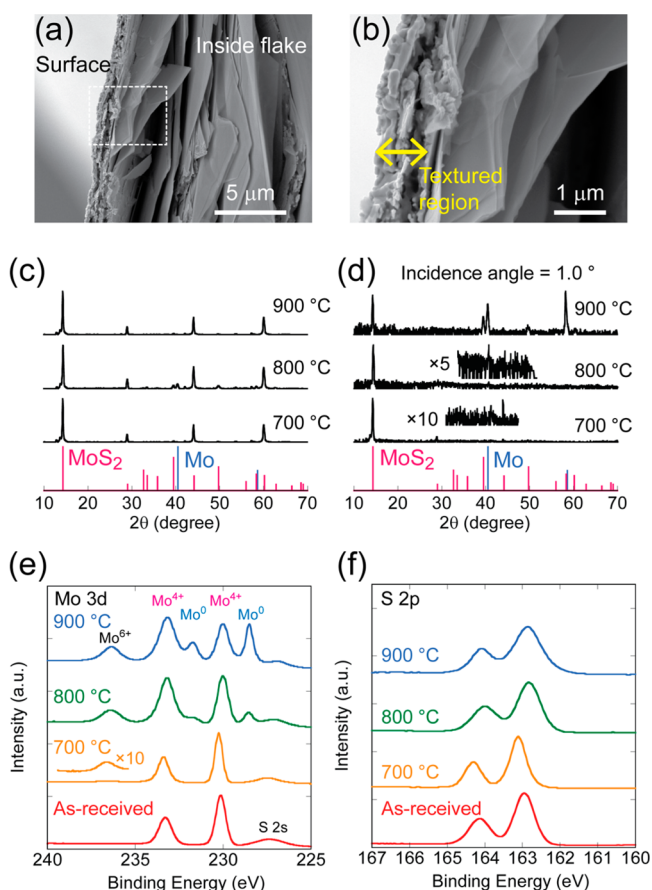 (a)
Surface
Inside flake
5 μm
(b)
Textured
region
1 μm
(c)
900 °C
800 °C
700 °C
MoS2
Mo
10 20 30 40 50 60 70
2θ (degree)
(d)
Incidence angle = 1.0 °
900 °C
×5
800 °C
×10
700 °C
MoS2
Mo
10 20 30 40 50 60 70
2θ (degree)
(e)
Mo 3d
Mo4+
Mo4+
Mo0
Mo0
900 °C
Mo6+
800 °C
700 °C
×10
As-received
S 2s
Intensity (a.u.)
240 235 230 225
Binding Energy (eV)
(f)
S 2p
900 °C
800 °C
700 °C
As-received
Intensity (a.u.)
167 166 165 164 163 162 161 160
Binding Energy (eV)